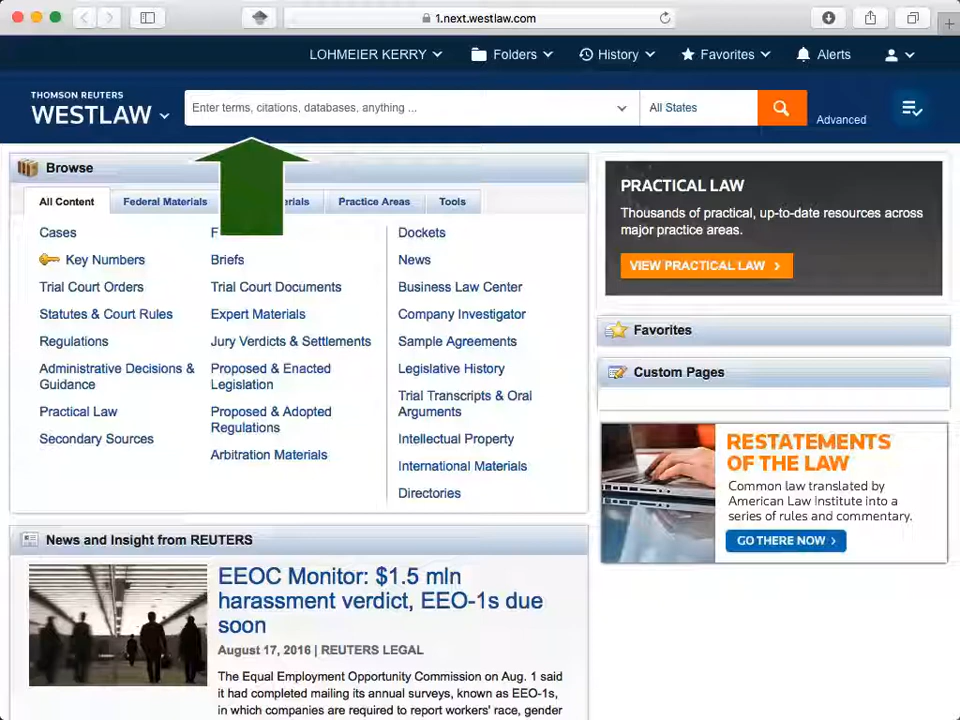 1.next.westlaw.com
LOHMEIER KERRY
Folders
History
Favorites
Alerts
THOMSON REUTERS
WESTLAW
Enter terms, citations, databases, anything ...
All States
Advanced
Browse
All Content
Federal Materials
Practice Areas
Tools
Cases
Key Numbers
Trial Court Orders
Statutes & Court Rules
Regulations
Administrative Decisions &
Guidance
Practical Law
Secondary Sources
Briefs
Trial Court Documents
Expert Materials
Jury Verdicts & Settlements
Proposed & Enacted
Legislation
Proposed & Adopted
Regulations
Arbitration Materials
Dockets
News
Business Law Center
Company Investigator
Sample Agreements
Legislative History
Trial Transcripts & Oral
Arguments
Intellectual Property
International Materials
Directories
PRACTICAL LAW
Thousands of practical, up-to-date resources across
major practice areas.
VIEW PRACTICAL LAW
Favorites
Custom Pages
RESTATEMENTS
OF THE LAW
Common law translated by
American Law institute into a
series of rules and commentary.
GO THERE NOW
News and Insight from REUTERS
EEOC Monitor: $1.5 mln
harassment verdict, EEO-1s due
soon
August 17, 2016 | REUTERS LEGAL
The Equal Employment Opportunity Commission on Aug. 1 said
it had completed mailing its annual surveys, known as EEO-1s,
in which companies are required to report workers' race, gender